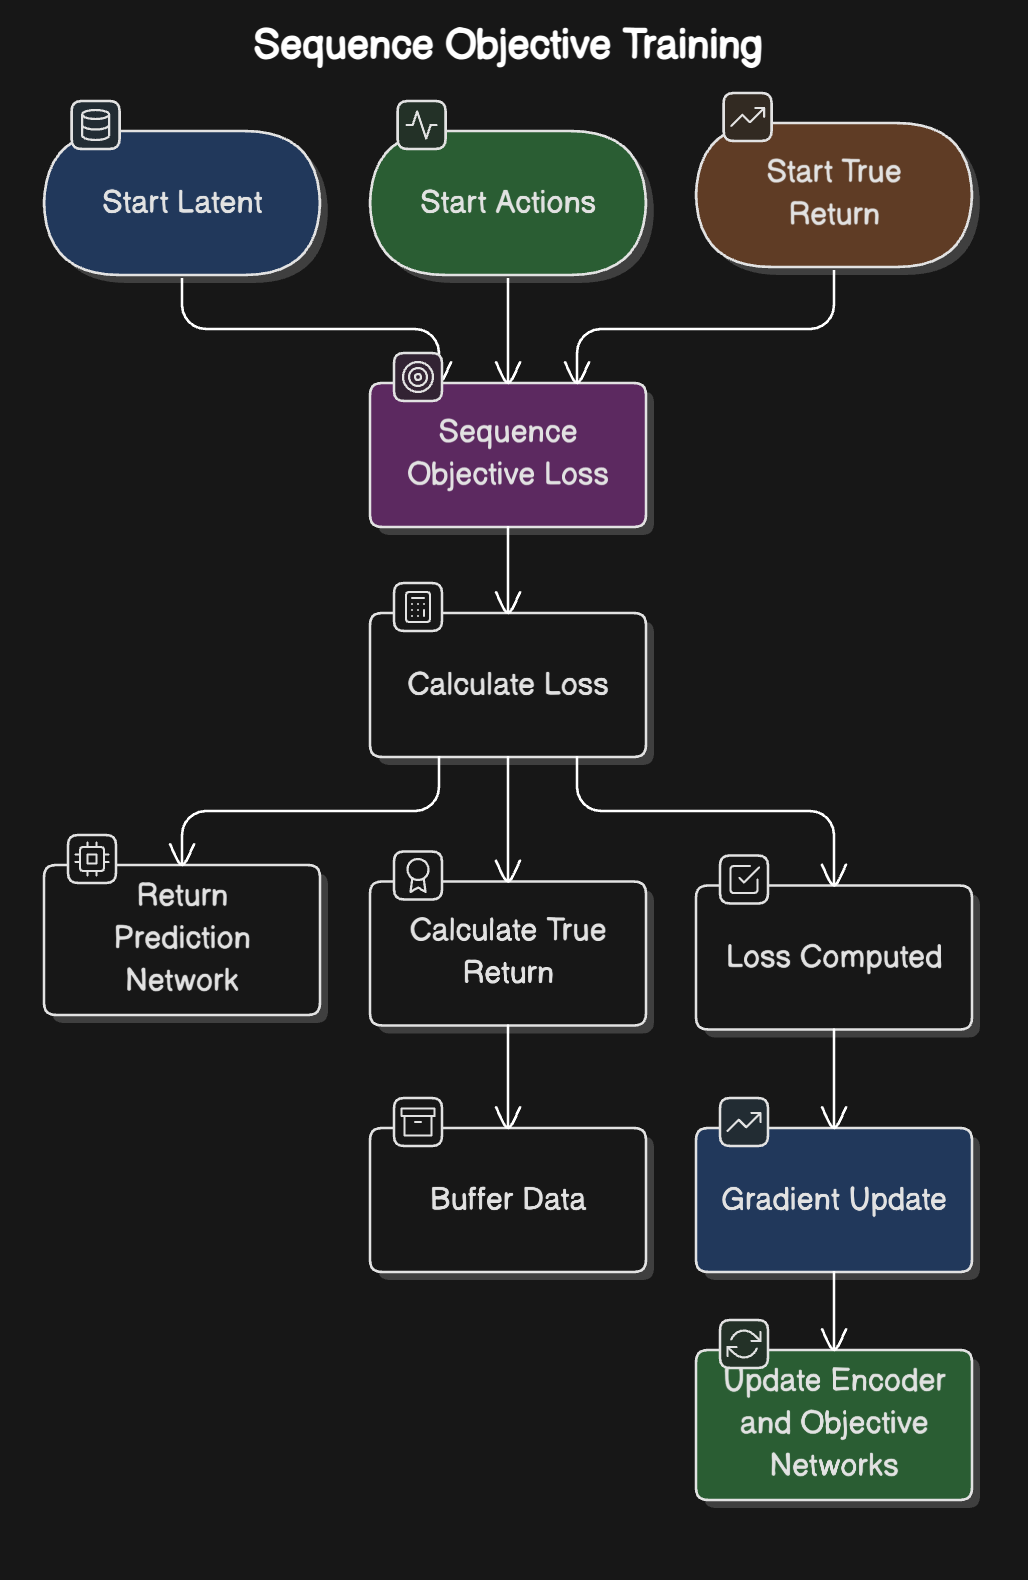 Sequence Objective Training
Start Latent
Start Actions
Start True
Return
Sequence
Objective Loss
Calculate Loss
Return
Prediction
Network
Calculate True
Return
Loss Computed
Buffer Data
Gradient Update
Update Encoder
and Objective
Networks